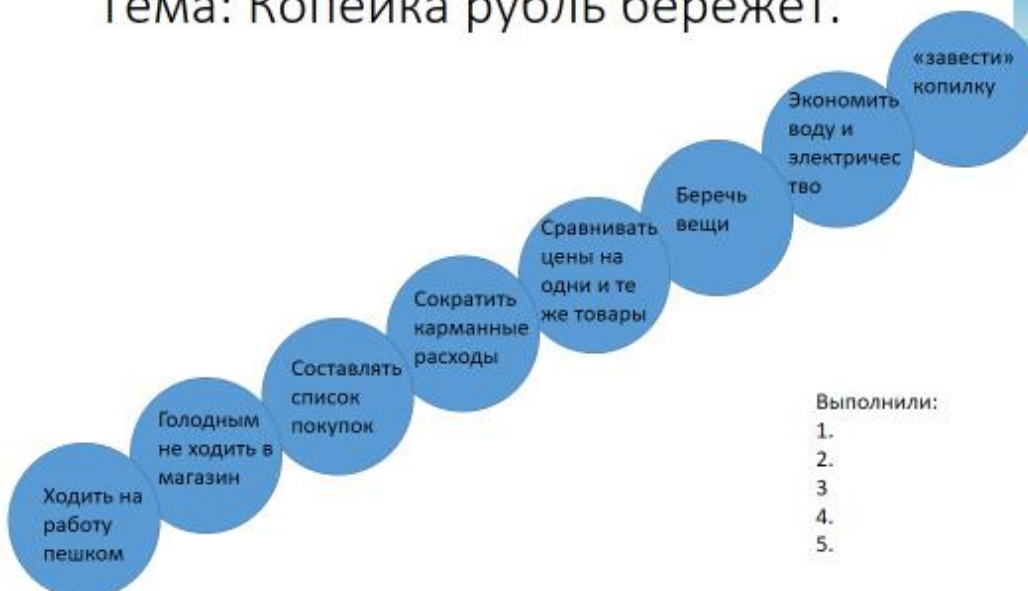 Тема: Копейка рубль бережет.
«завести»
копилку
Экономить
воду и
электричес
тво
Беречь
вещи
Сравнивать
цены на
одни и те
же товары
Сократить
карманные
расходы
Составлять
список
покупок
Голодным
не ходить в
магазин
Ходить на
работу
пешком
Выполнили:
1.
2.
3
4.
5.